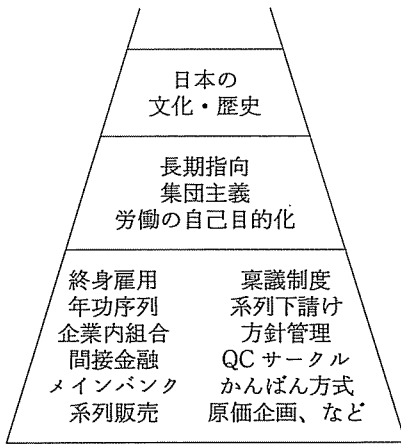 日本の
文化・歴史
長期指向
集団主義
労働の自己目的化
終身雇用
年功序列
企業内組合
間接金融
メインバンク
系列販売
稟議制度
系列下請け
方針管理
QCサークル
かんばん方式
原価企画、など